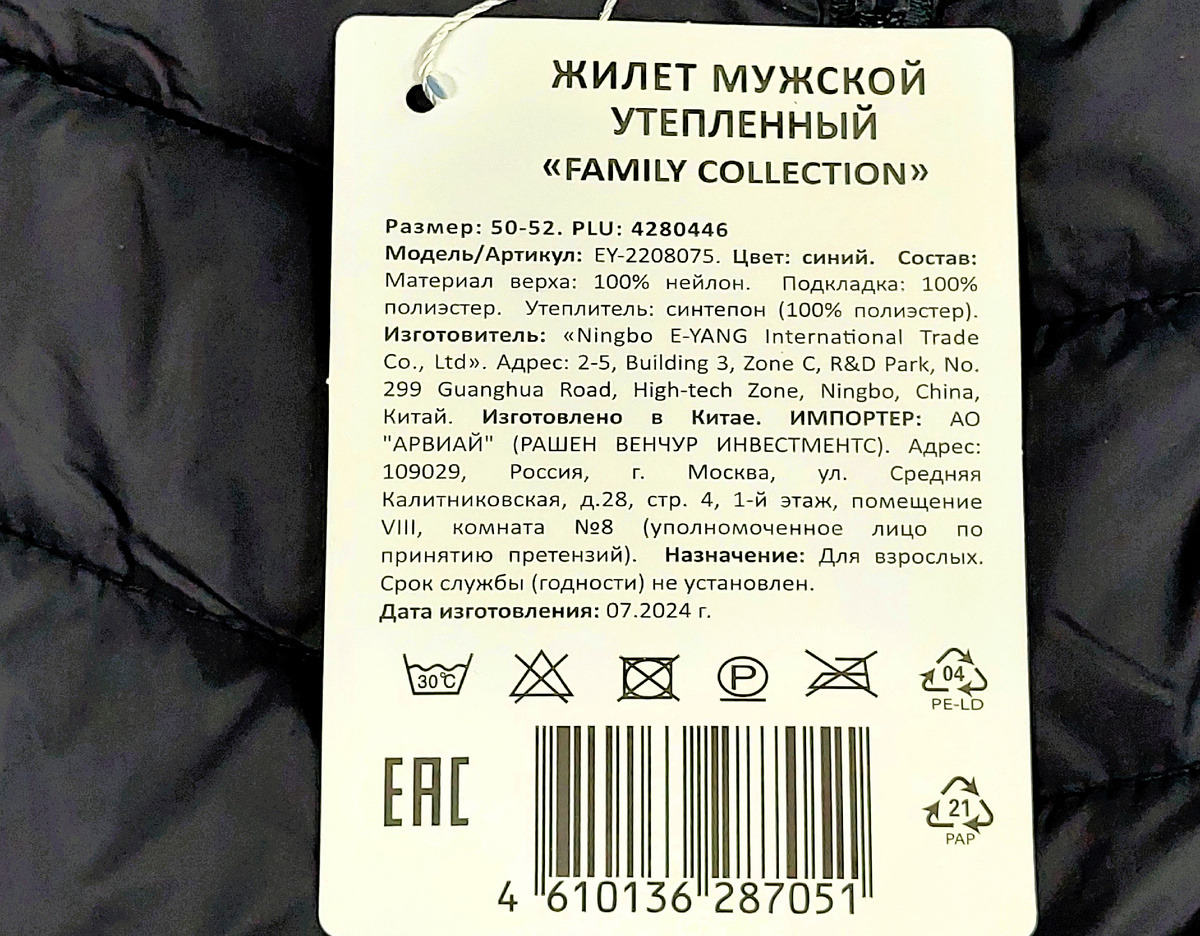 ЖИЛЕТ МУЖСКОЙ
УТЕПЛЕННЫЙ
«FAMILY COLLECTION»
Размер: 50-52. PLU: 4280446
Модель/Артикул: EY-2208075. Цвет: синий. Состав:
Материал верха: 100% нейлон. Подкладка: 100%
полиэстер. Утеплитель: синтепон (100% полиэстер).
Изготовитель: «Ningbo E-YANG International Trade
Co., Ltd». Адрес: 2-5, Building 3, Zone C, R&D Park, No.
299 Guanghua Road, High-tech Zone, Ningbo, China,
Китай. Изготовлено в Китае. ИМПОРТЕР: АО
"АРВИАЙ" (РАШЕН ВЕНЧУР ИНВЕСТМЕНТС). Адрес:
109029, Россия, г. Москва, ул. Средняя
Калитниковская, д.28, стр. 4, 1-й этаж, помещение
VIII, комната №8 (уполномоченное лицо по
принятию претензий). Назначение: Для взрослых.
Срок службы (годности) не установлен.
Дата изготовления: 07.2024 г.
30℃
P
04
PE-LD
EAC
21
PAP
4 610136 287051